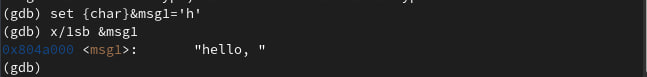 (gdb) set {char}&msg1='h'
(gdb) x/1sb &msg1
0x804a000 <msg1>:      "hello, "
(gdb)